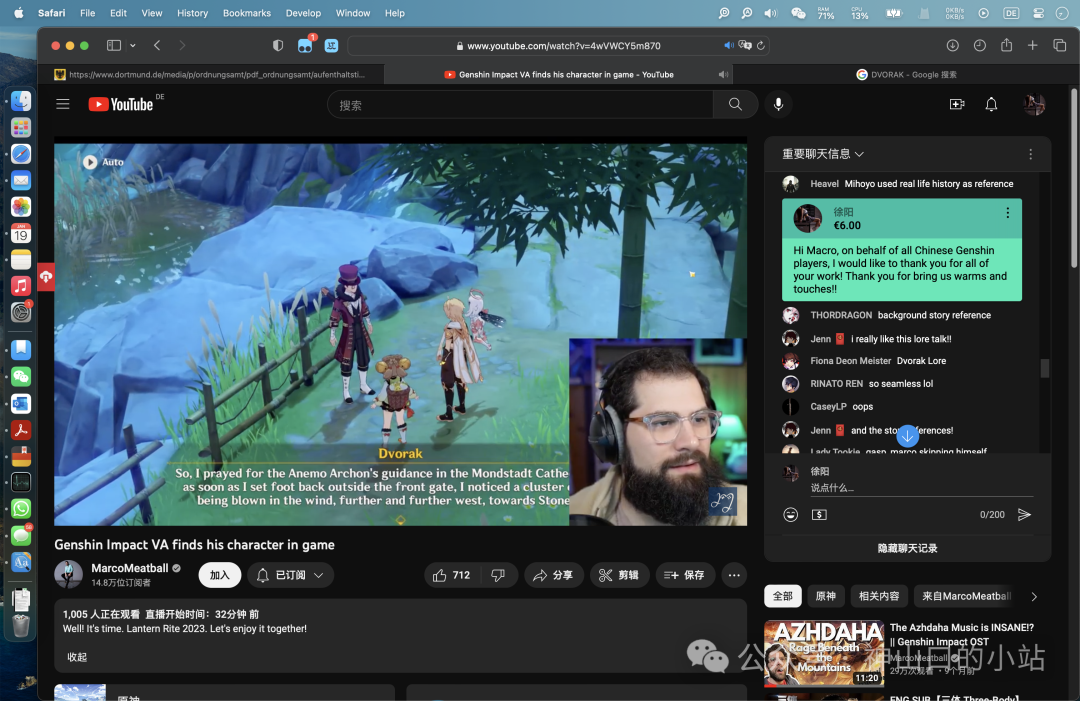 Safari File Edit View History Bookmarks Develop Window Help
RAM 71% CPU 13% 0KB/s 0KB/s DE
1
www.youtube.com/watch?v=4wVWCY5m870
https://www.dortmund.de/media/p/ordnungsamt/pdf_ordnungsamt/aufenthaltsti...
Genshin Impact VA finds his character in game - YouTube
DVORAK - Google 搜索
YouTube DE
搜索
Auto
Dvorak
So, I prayed for the Anemo Archon's guidance in the Mondstadt Cathe
as soon as I set foot back outside the front gate, I noticed a cluster
being blown in the wind, further and further west, towards Stone
重要聊天信息
Heavel Mihoyo used real life history as reference
徐阳
€6.00
Hi Macro, on behalf of all Chinese Genshin
players, I would like to thank you for all of
your work! Thank you for bring us warms and
touches!!
THORDRAGON background story reference
Jenn i really like this lore talk!!
Fiona Deon Meister Dvorak Lore
RINATO REN so seamless lol
CaseyLP oops
Jenn and the sto ferences!
Lady Tookie gasp, marco skipping himself
徐阳
说点什么...
0/200
隐藏聊天记录
Genshin Impact VA finds his character in game
MarcoMeatball
14.8万位订阅者
加入
已订阅
712
分享
剪辑
保存
1,005 人正在观看 直播开始时间：32分钟 前
Well! It's time. Lantern Rite 2023. Let's enjoy it together!
收起
原神
全部 原神 相关内容 来自MarcoMeatball
AZHDAHA
Rage Beneath
the
Mountains
11:20
The Azhdaha Music is INSANE!?
|| Genshin Impact OST
MarcoMeatball
29万次观看 · 9个月前
ENG SUB【三体 Three-Body】
JAN
19
公众号 · 神山日的小站